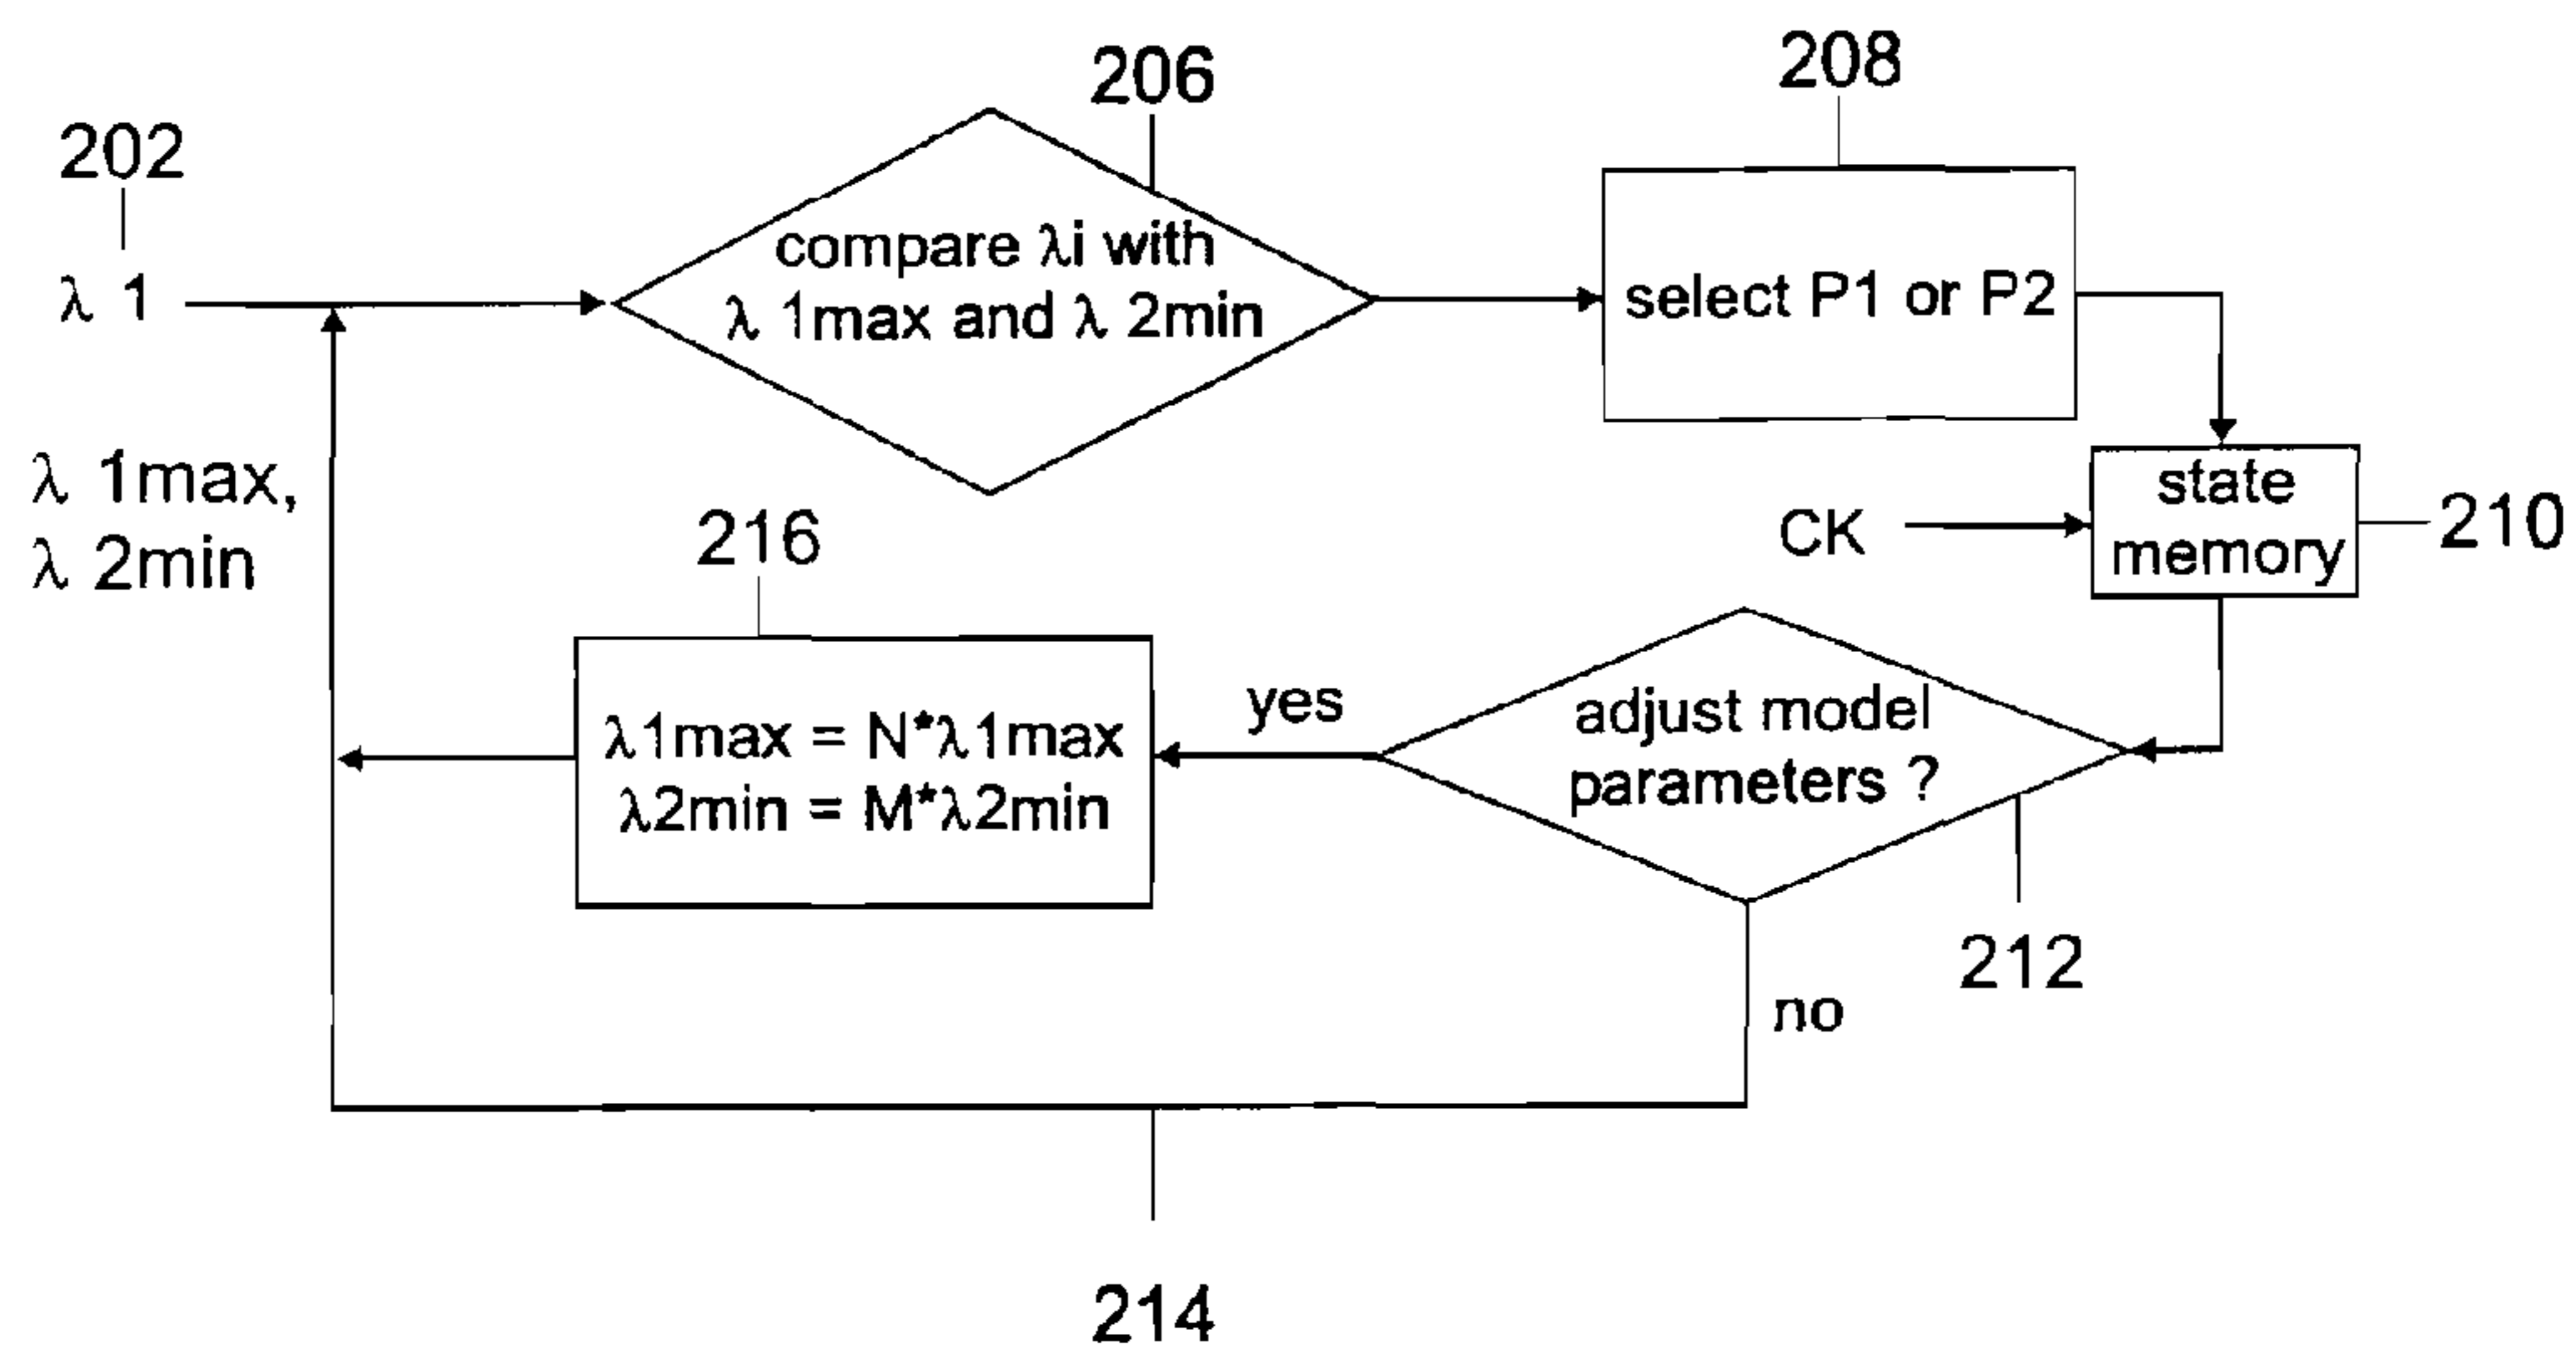 206
208
202
compare λi with
λ 1max and λ 2min
λ 1
select P1 or P2
λ 1max,
λ 2min
216
CK
state
memory
210
λ1max = N*λ1max
λ2min = M*λ2min
yes
adjust model
parameters ?
212
no
214